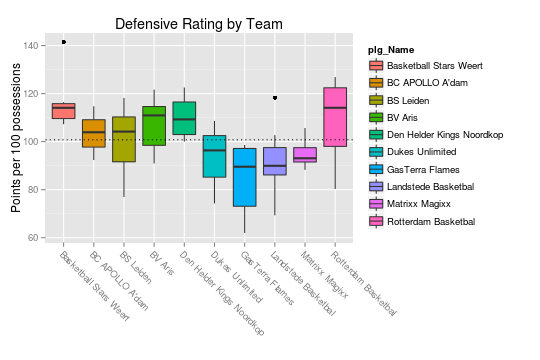 Defensive Rating by Team
Points per 100 possessions
140
120
100
80
60
Basketball Stars Weert
BC APOLLO A'dam
BS Leiden
BV Aris
Den Helder Kings Noordkop
Dukes Unlimited
GasTerra Flames
Landstede Basketbal
Matrixx Magixx
Rotterdam Basketbal
plg_Name
Basketball Stars Weert
BC APOLLO A'dam
BS Leiden
BV Aris
Den Helder Kings Noordkop
Dukes Unlimited
GasTerra Flames
Landstede Basketbal
Matrixx Magixx
Rotterdam Basketbal